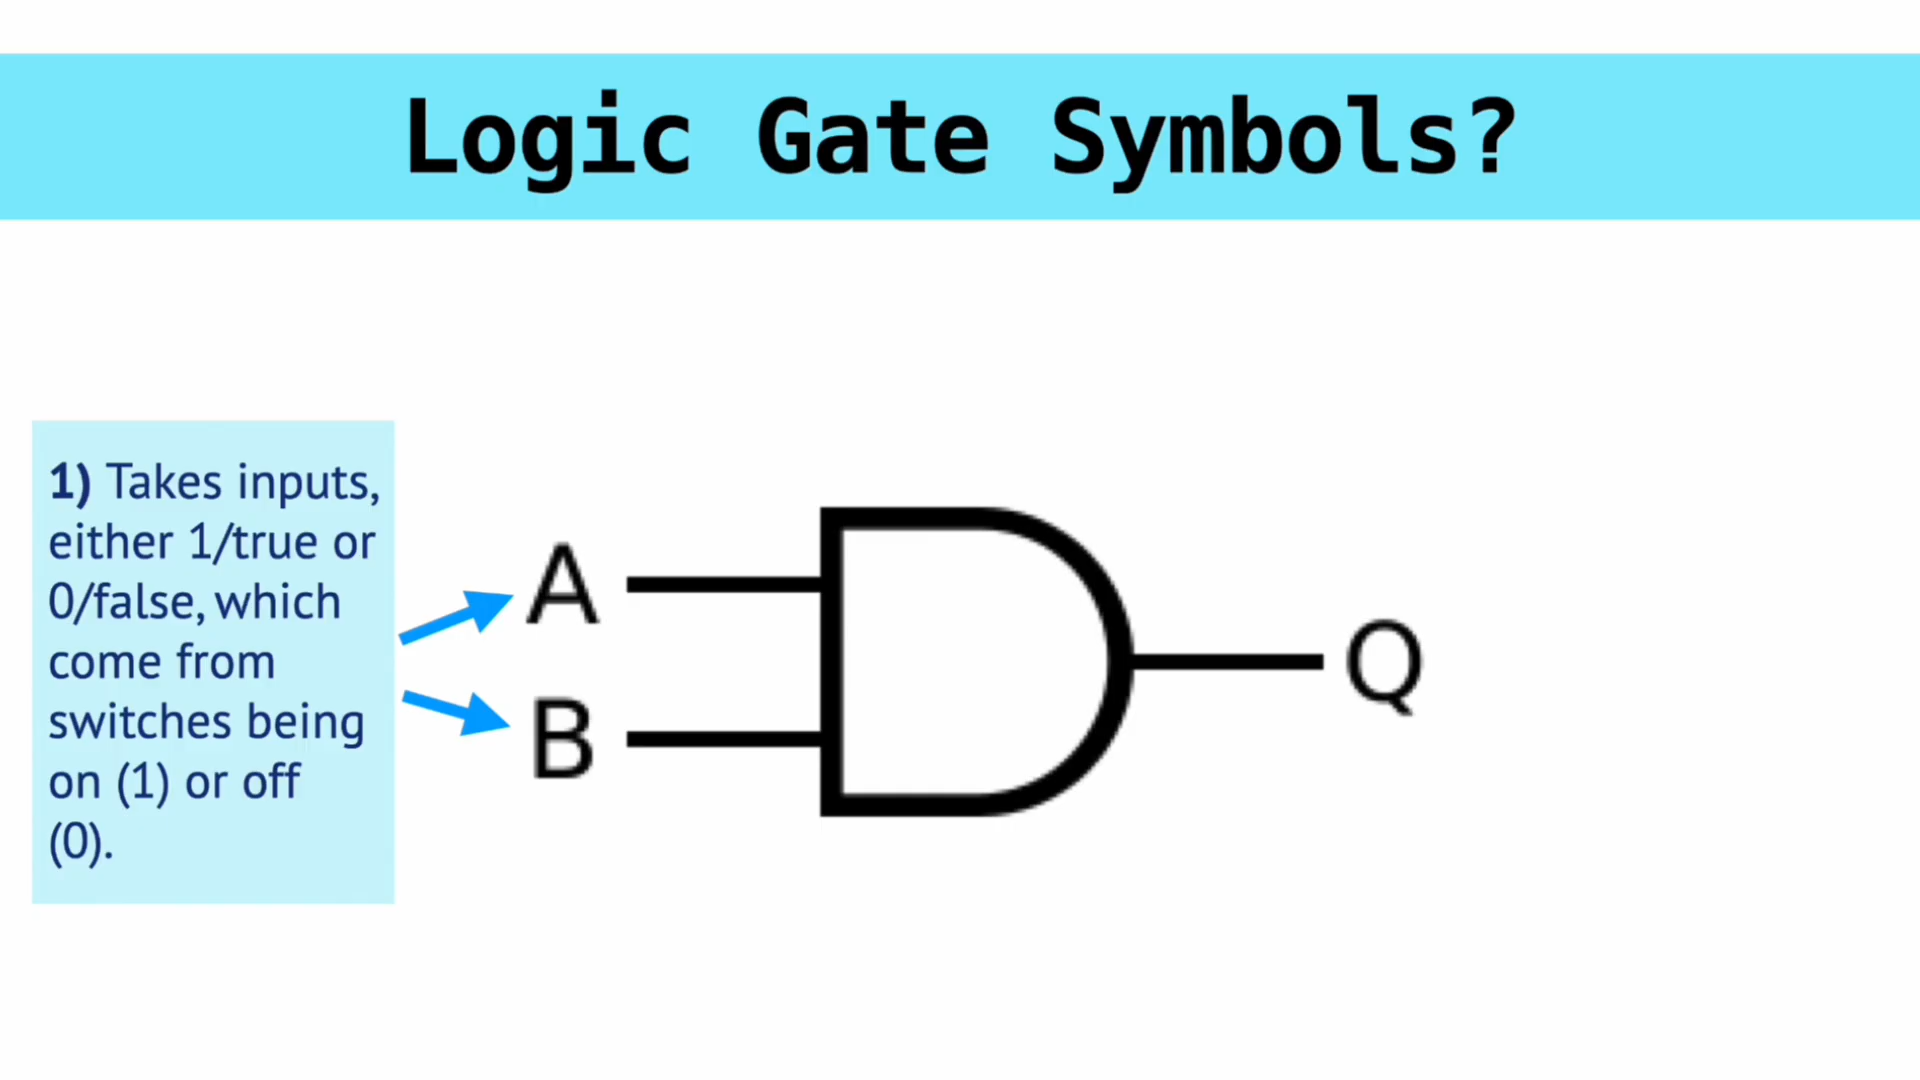 Logic Gate Symbols?
1) Takes inputs,
either 1/true or
0/false, which
come from
switches being
on (1) or off
(0).
A
B
Q